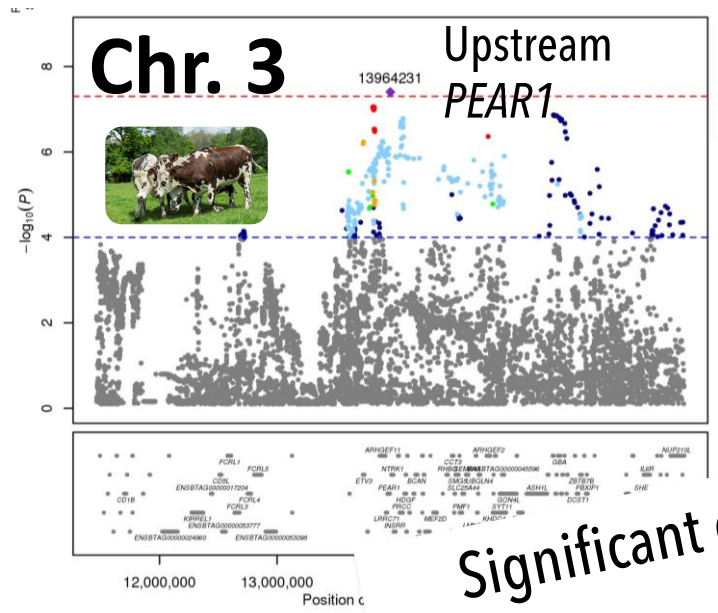 Chr. 3
Upstream
PEAR1
13964231
8
6
4
2
0
−log10(P)
ARHGEF11
CCT3
ARHGEF2
GBA
NUP210L
FCRL1
FCRL5
NTRK1
IL6R
CD5L
ETV3
BCAN
ZBTB7B
ENSBTAG00000017204
PEAR1
SLC25A44
ASH1L
PBXIP1
SHE
CD1B
FCRL4
HDGF
GON4L
DCST1
FCRL3
PRCC
PMF1
SYT11
KIRREL1
LRRC71
MEF2D
ENSBTAG00000053777
INSRR
ENSBTAG00000024960
ENSBTAG00000053098
12,000,000
13,000,000
Position
Significant